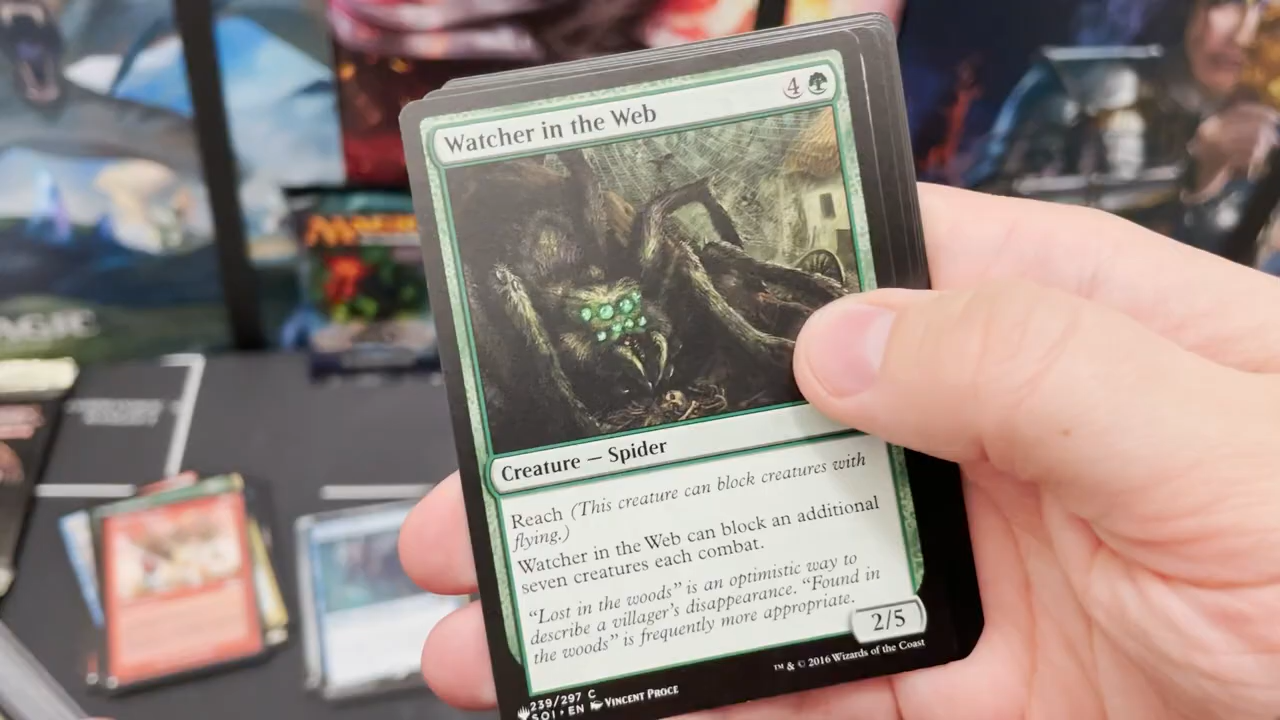 Watcher in the Web 4
Creature — Spider
Reach (This creature can block creatures with
flying.)
Watcher in the Web can block an additional
seven creatures each combat.
"Lost in the woods" is an optimistic way to
describe a villager's disappearance. "Found in
the woods" is frequently more appropriate.
2/5
239/297 C
SOI • EN VINCENT PROCE
™ & © 2016 Wizards of the Coast
MAGIC